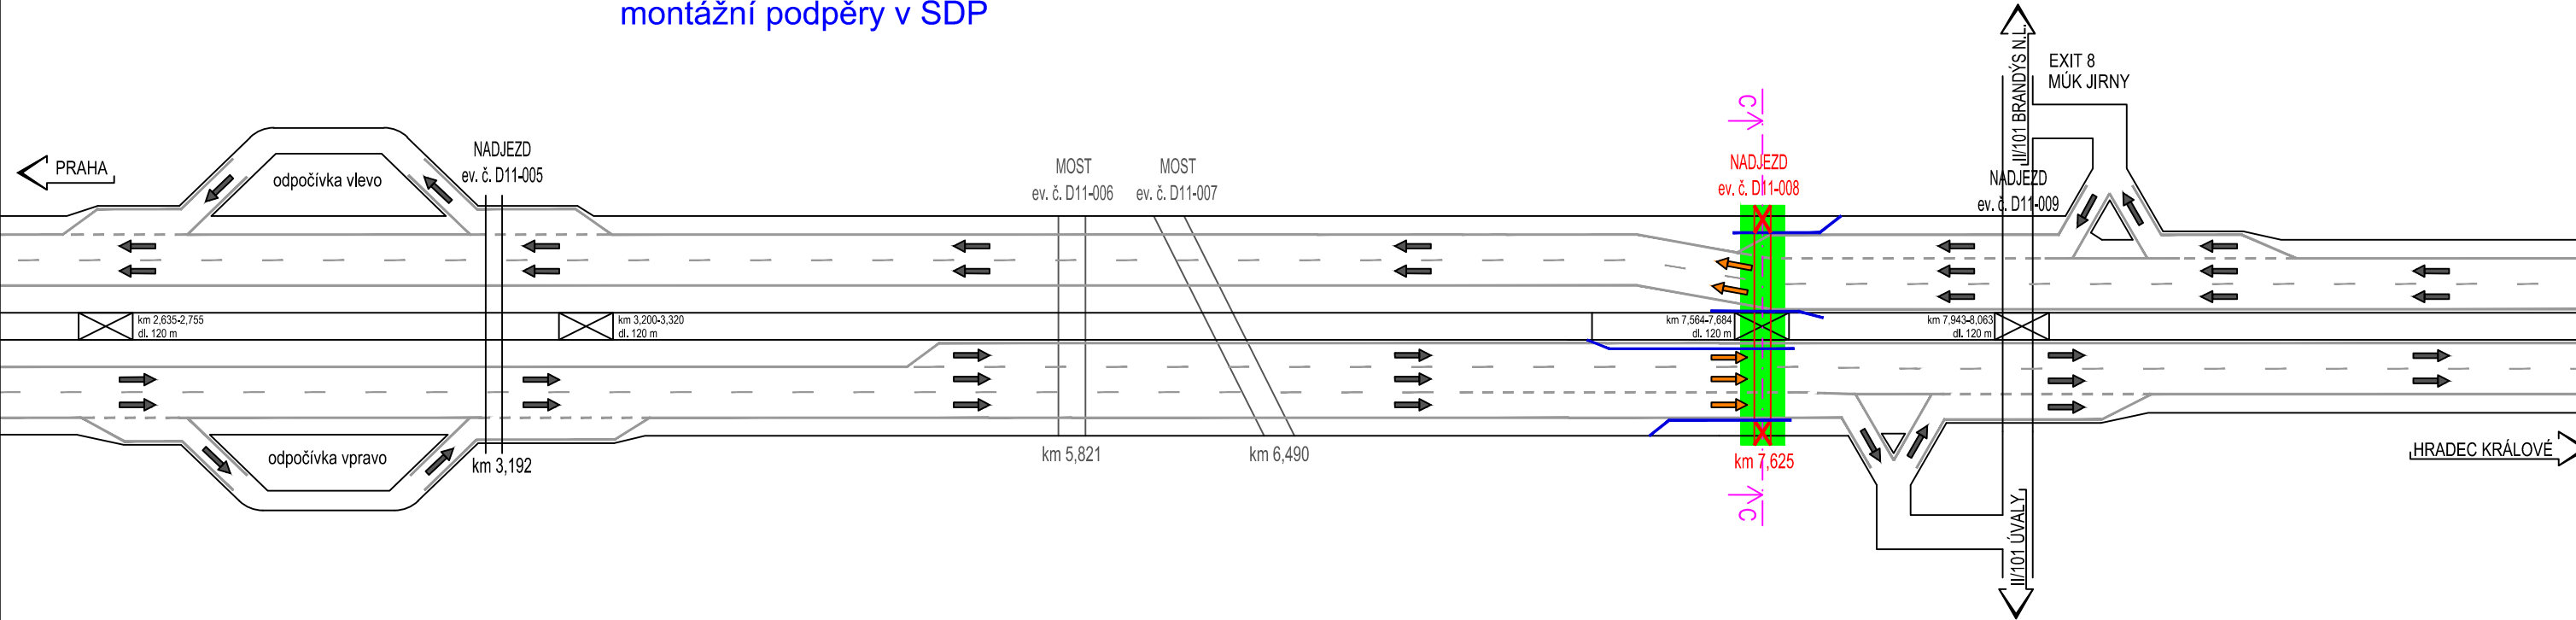 montážní podpěry v SDP
II/101 BRANDÝS N.L.
EXIT 8
MÚK JIRNY
C
PRAHA
odpočívka vlevo
NADJEZD
ev. č. D11-005
MOST
ev. č. D11-006
MOST
ev. č. D11-007
NADJEZD
ev. č. D11-008
NADJEZD
ev. č. D11-009
km 2,635-2,755
dl. 120 m
km 3,200-3,320
dl. 120 m
km 7,564-7,684
dl. 120 m
km 7,943-8,063
dl. 120 m
odpočívka vpravo
km 3,192
km 5,821
km 6,490
km 7,625
HRADEC KRÁLOVÉ
C
II/101 ÚVALY